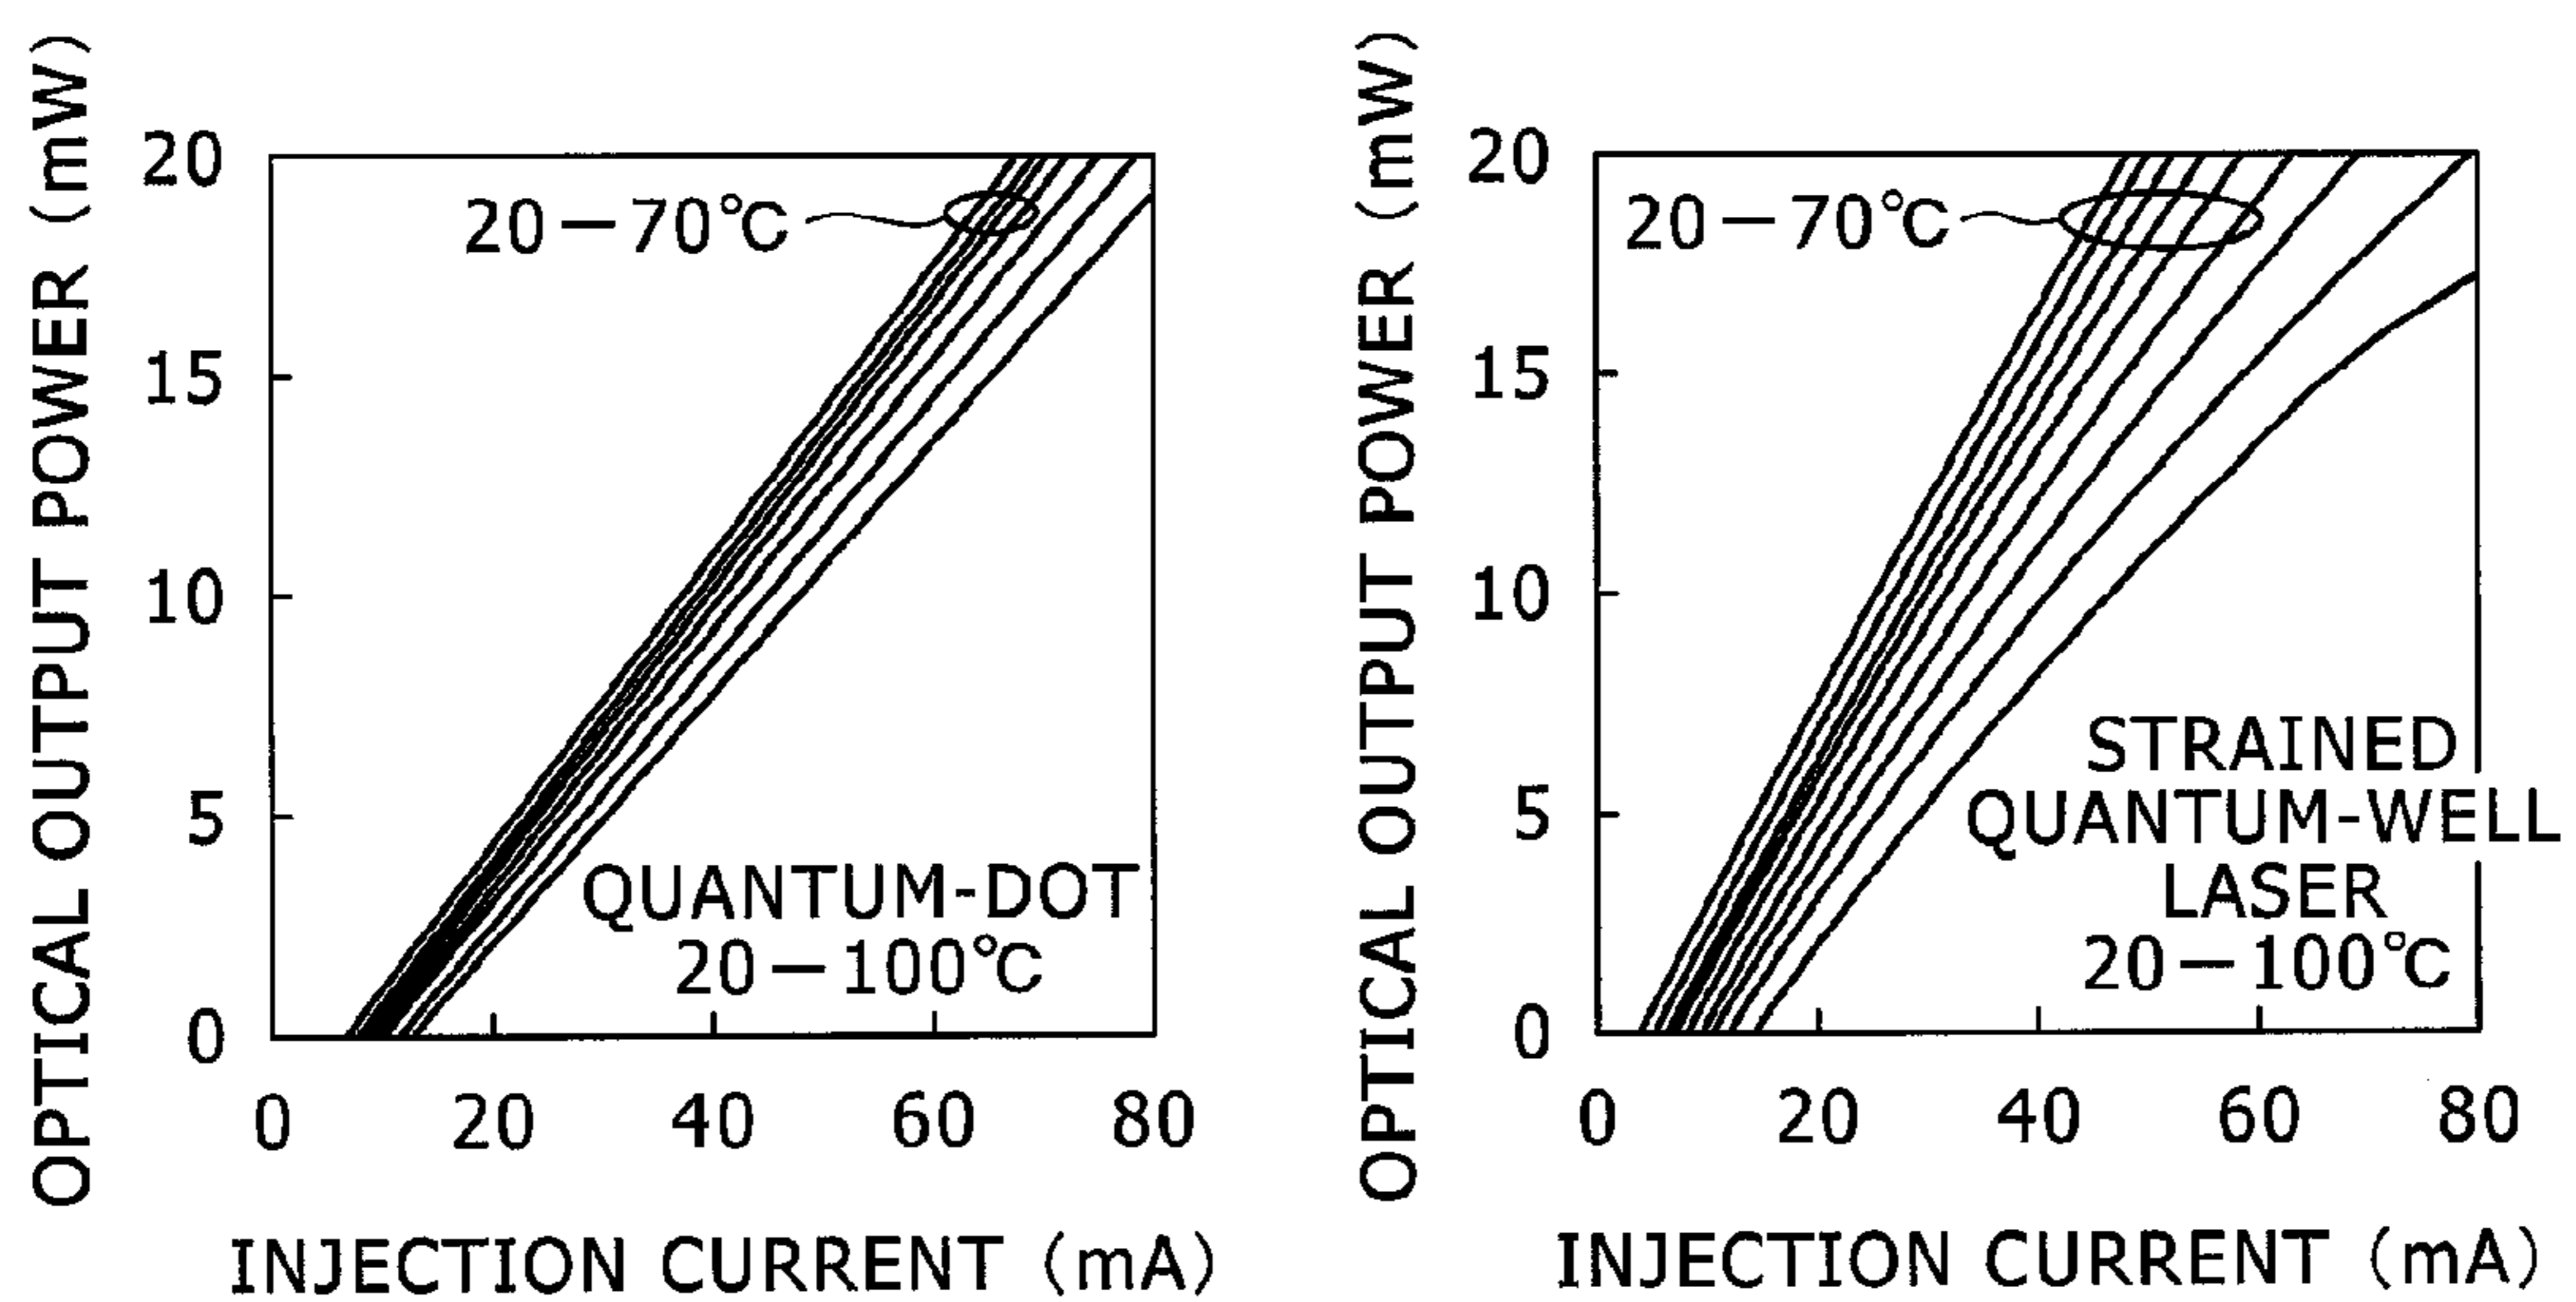 OPTICAL OUTPUT POWER (mW)
20
15
10
5
0
20-70℃
QUANTUM-DOT
20-100℃
0 20 40 60 80
INJECTION CURRENT (mA)
OPTICAL OUTPUT POWER (mW)
20
15
10
5
0
20-70℃
STRAINED
QUANTUM-WELL
LASER
20-100℃
0 20 40 60 80
INJECTION CURRENT (mA)